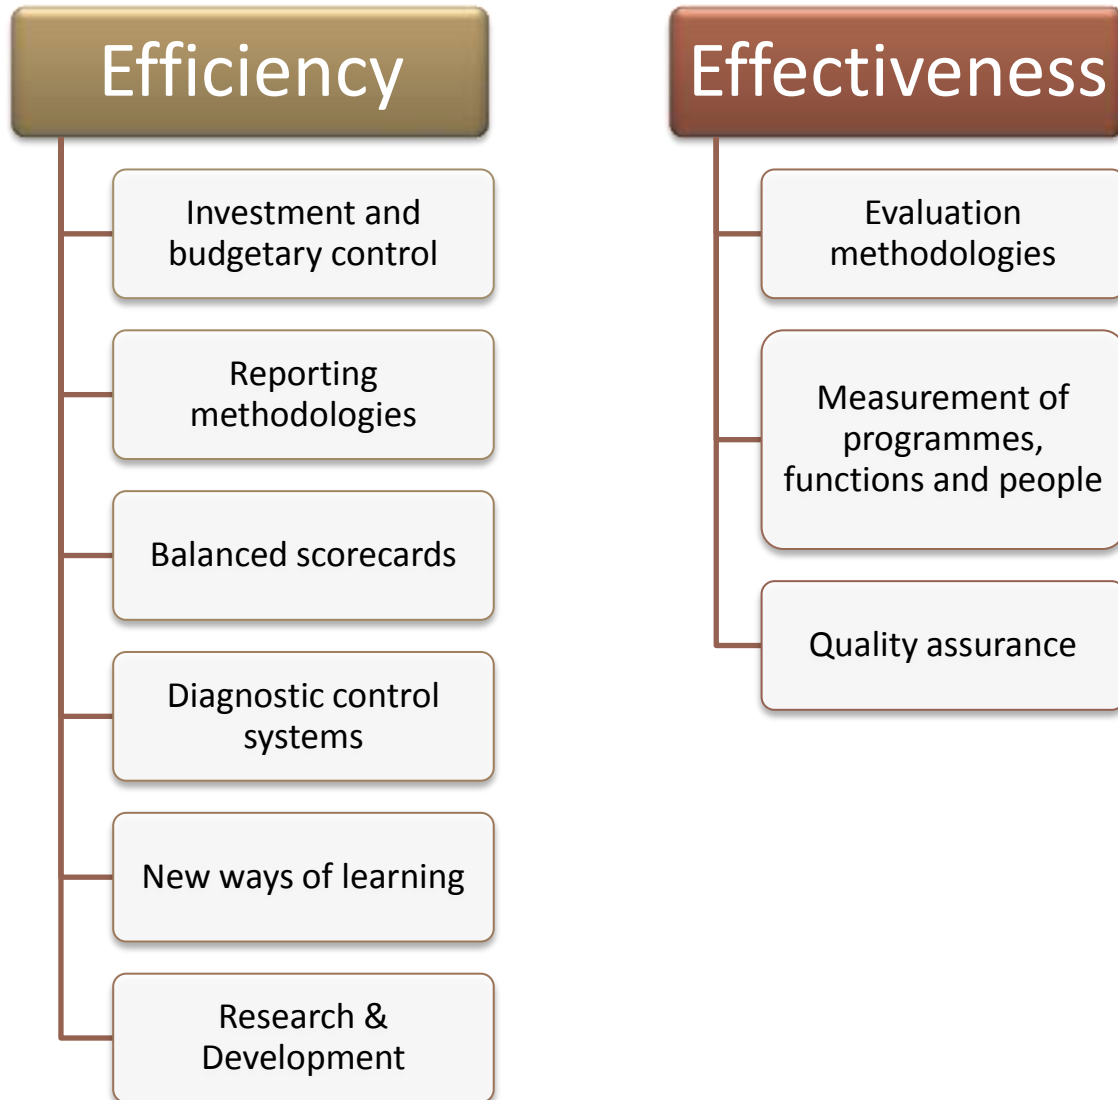 Efficiency
Investment and
budgetary control
Reporting
methodologies
Balanced scorecards
Diagnostic control
systems
New ways of learning
Research &
Development
Effectiveness
Evaluation
methodologies
Measurement of
programmes,
functions and people
Quality assurance